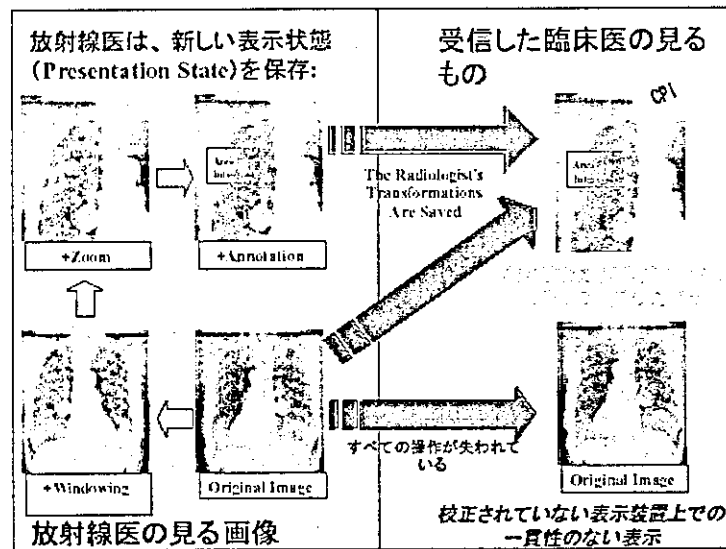 放射線医は、新しい表示状態
(Presentation State)を保存:
+Zoom
+Annotation
+Windowing
Original Image
放射線医の見る画像
The Radiologist's
Transformations
Are Saved
すべての操作が失われて
いる
受信した臨床医の見る
もの
CPI
Original Image
校正されていない表示装置上での
一貫性のない表示